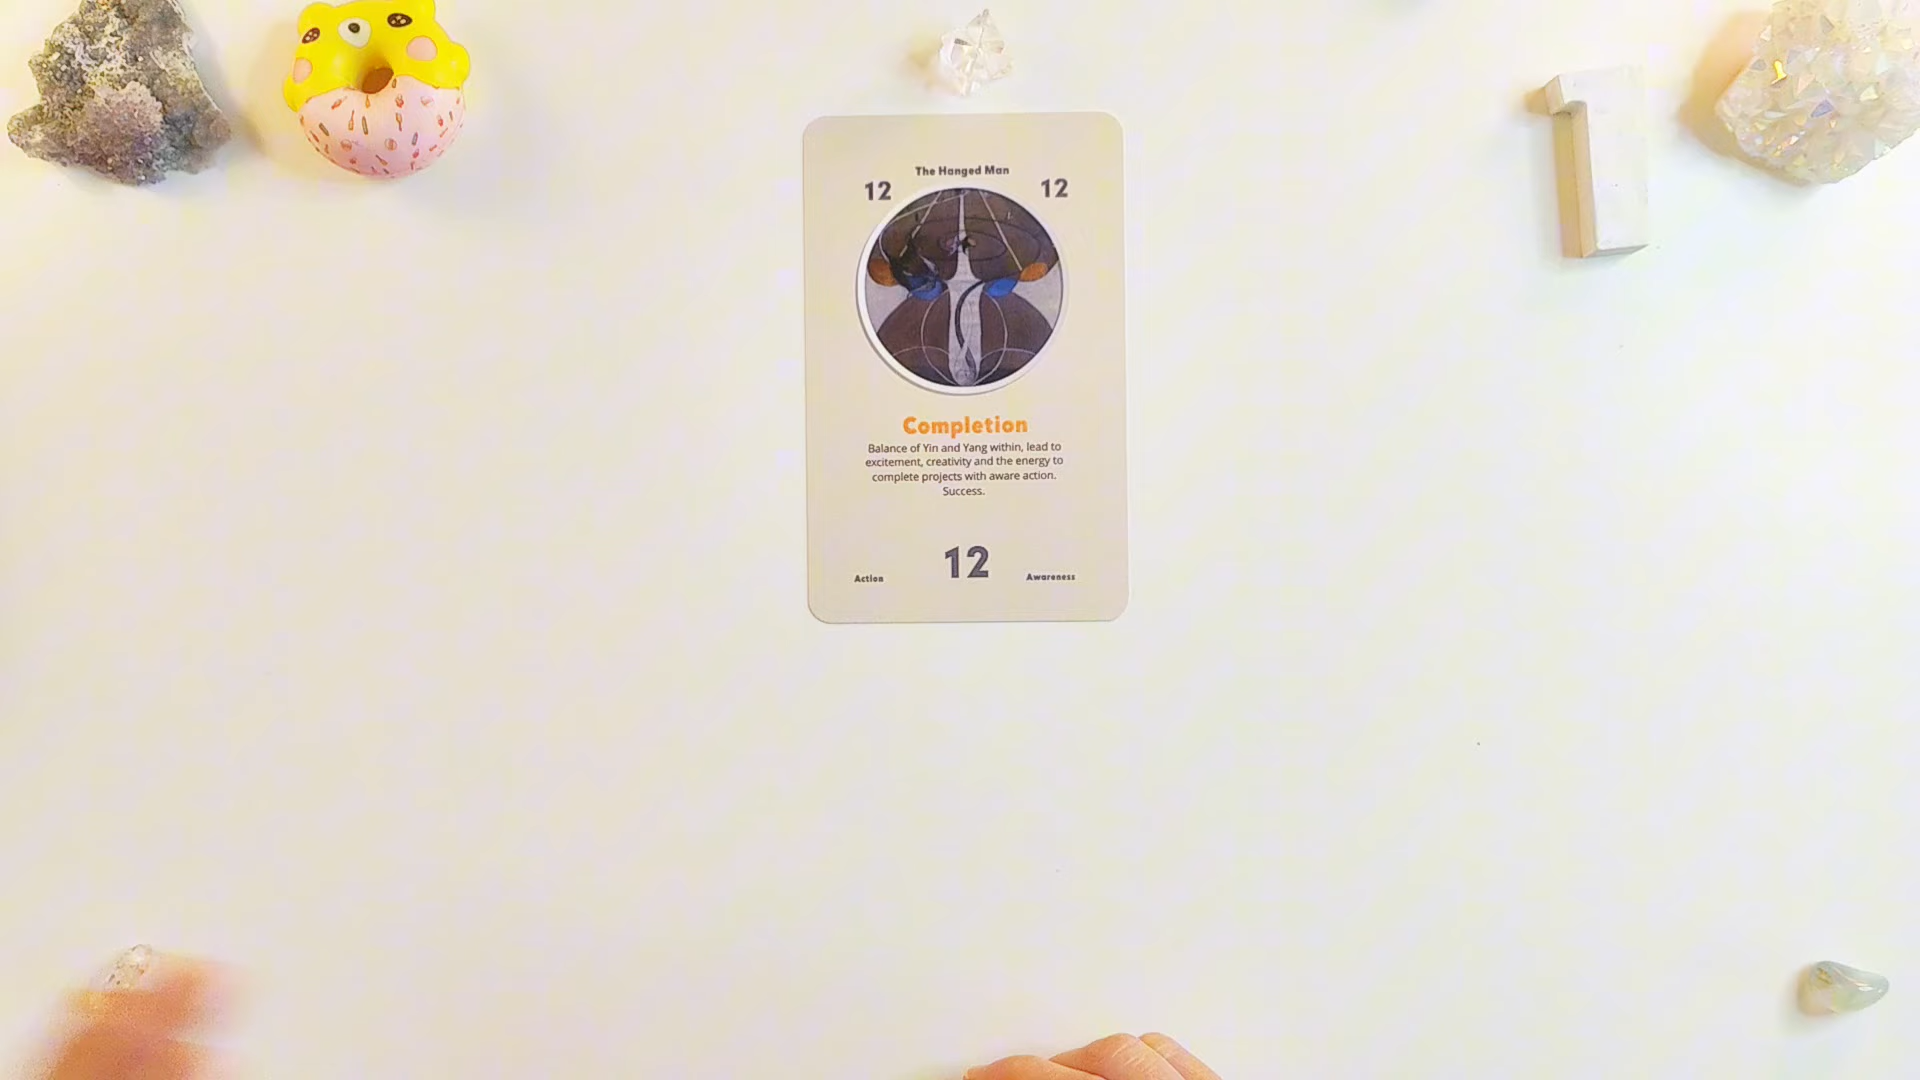 The Hanged Man
12 12
Completion
Balance of Yin and Yang within, lead to
excitement, creativity and the energy to
complete projects with aware action.
Success.
12
Action Awareness
1